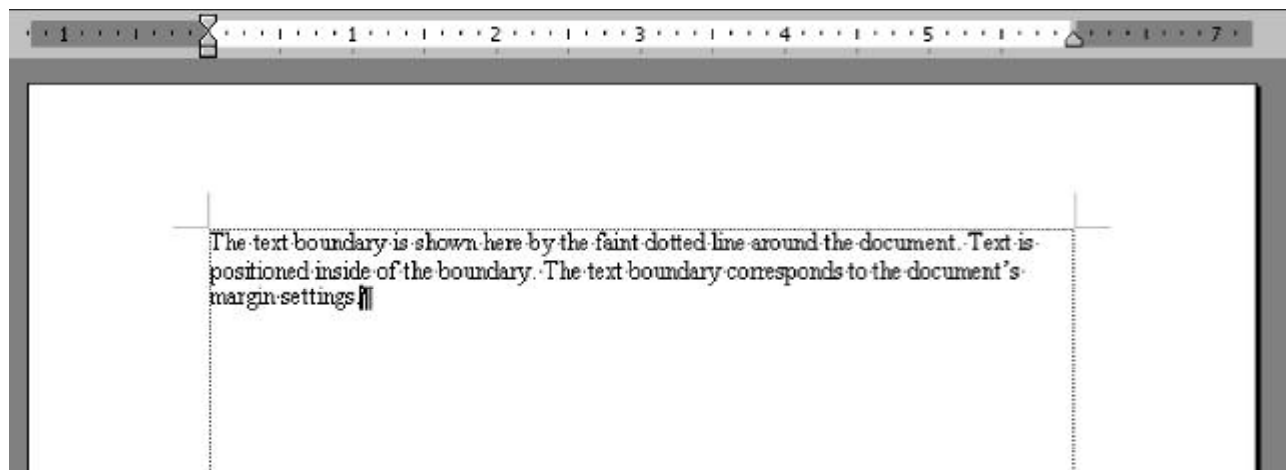 1 1 2 3 4 5 7
The text boundary is shown here by the faint dotted line around the document. Text is
positioned inside of the boundary. The text boundary corresponds to the document's
margin settings.¶